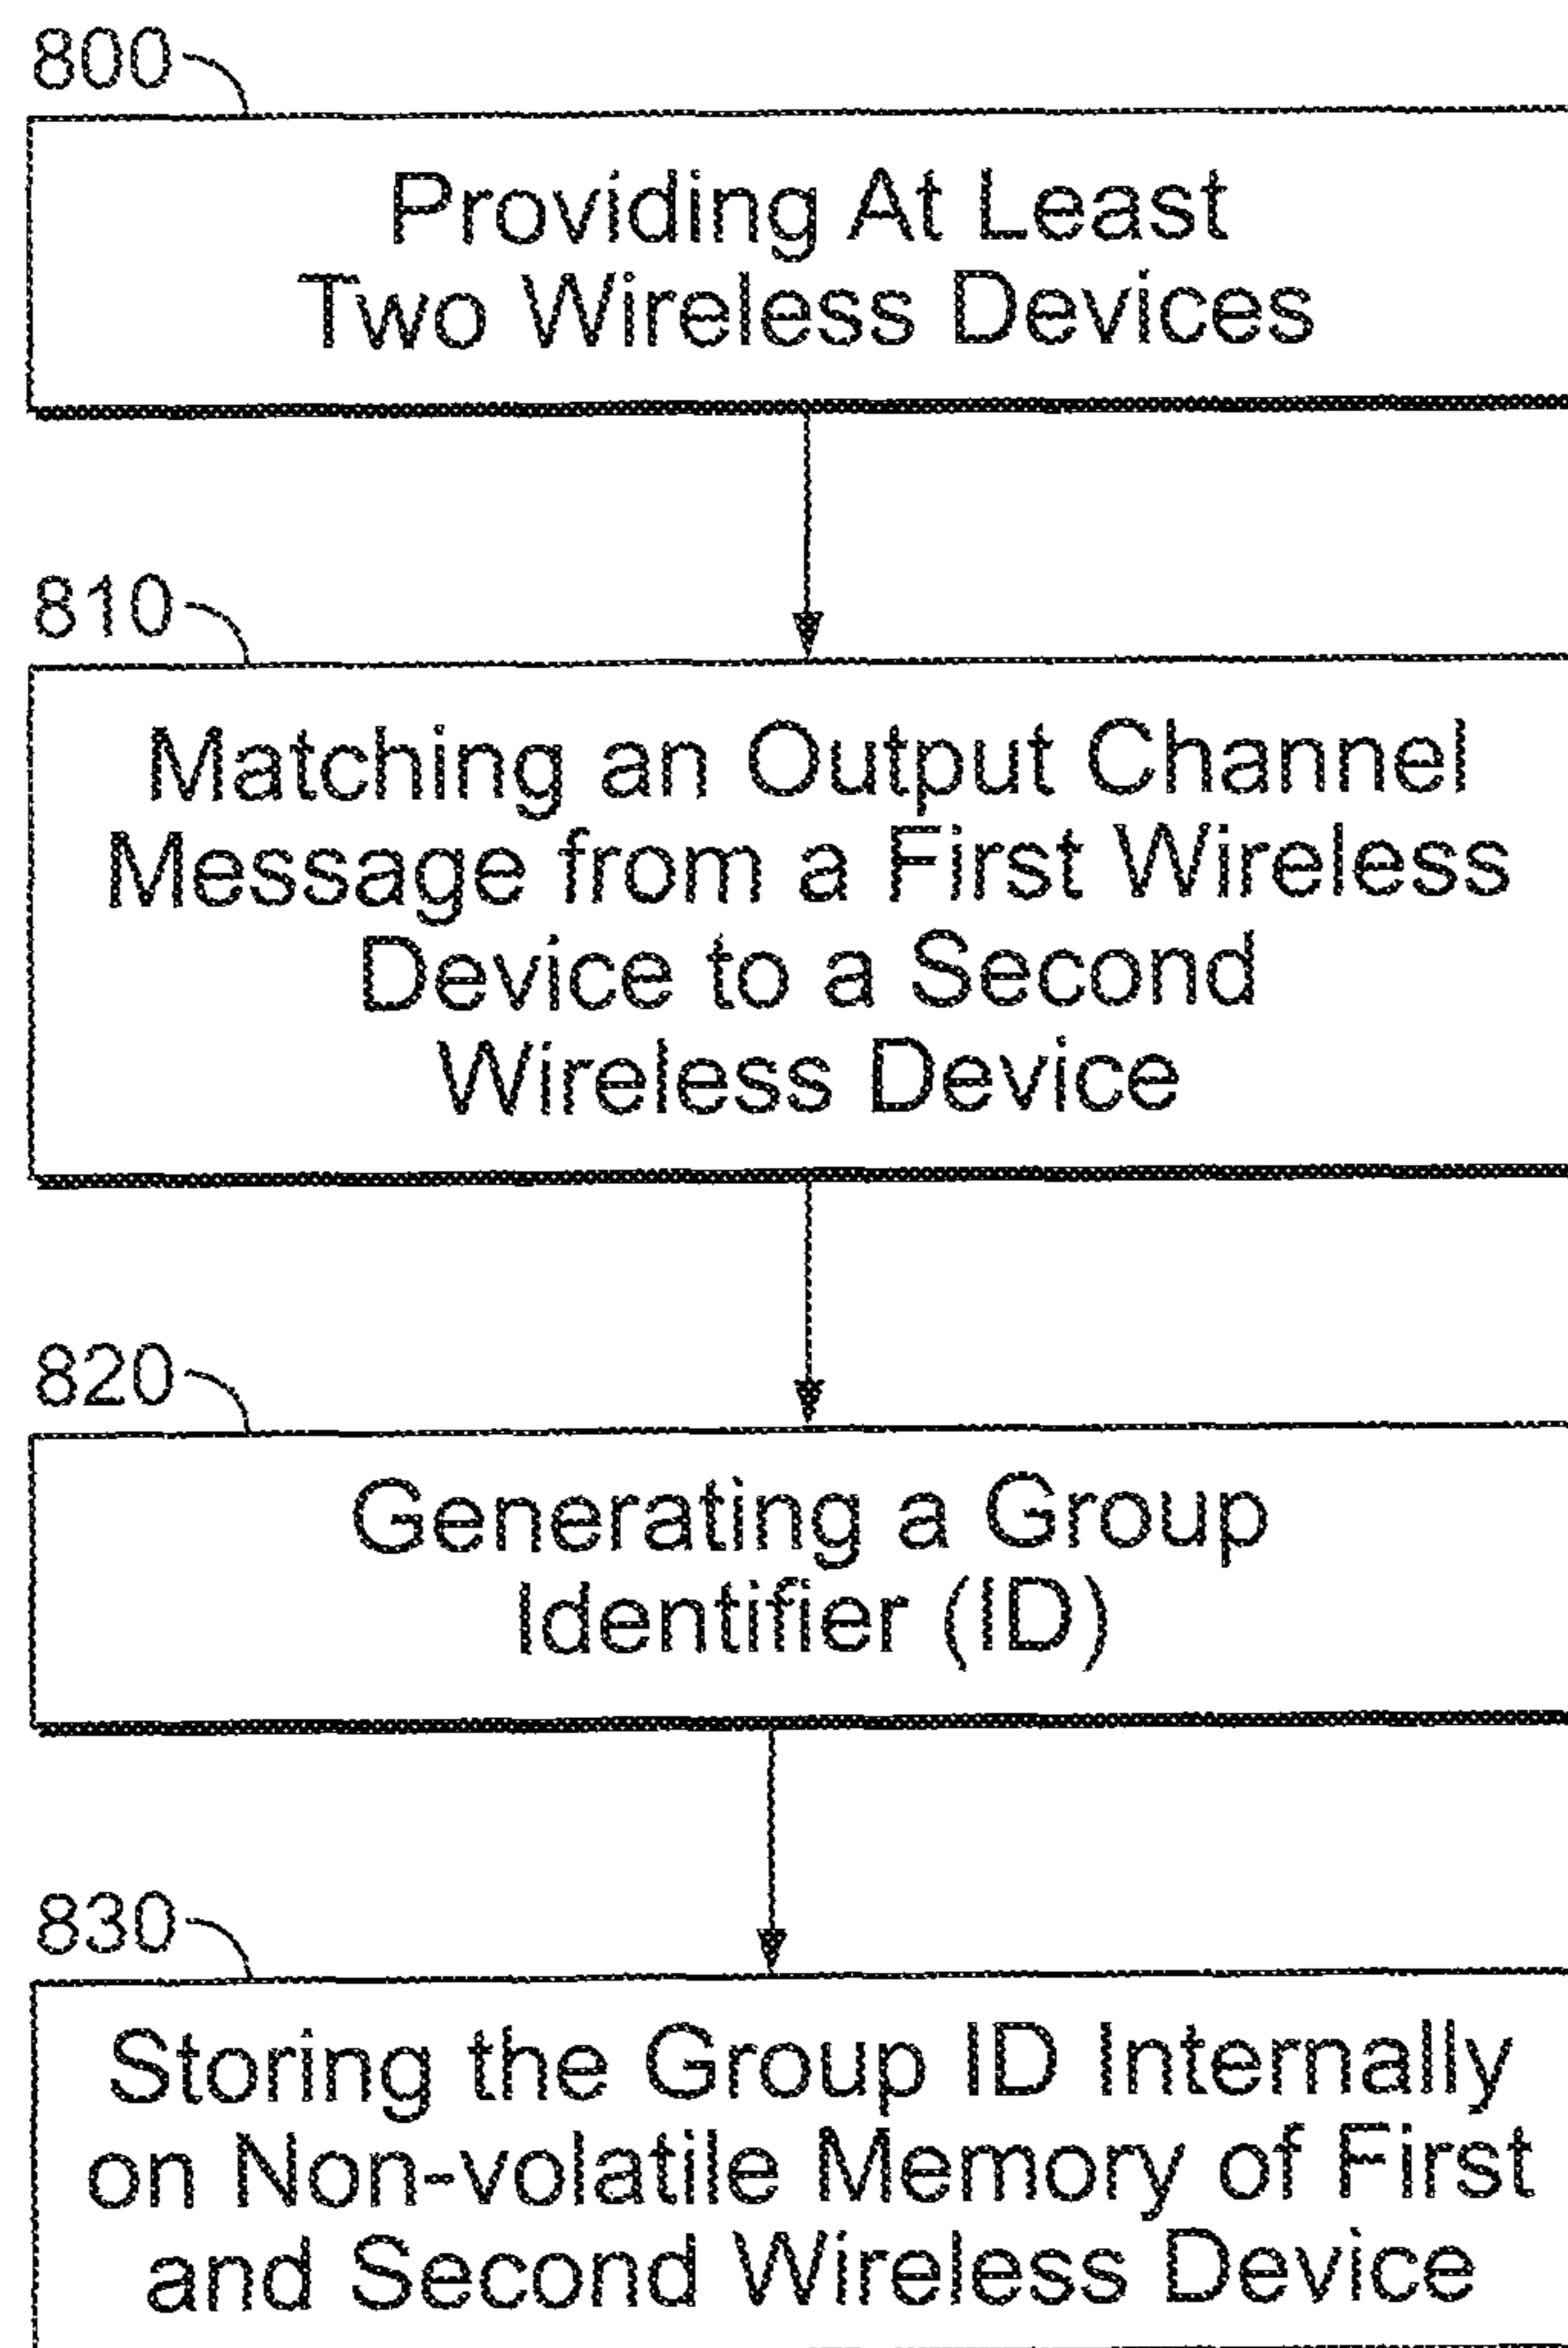 800
Providing At Least
Two Wireless Devices
810
Matching an Output Channel
Message from a First Wireless
Device to a Second
Wireless Device
820
Generating a Group
Identifier (ID)
830
Storing the Group ID Internally
on Non-volatile Memory of First
and Second Wireless Device